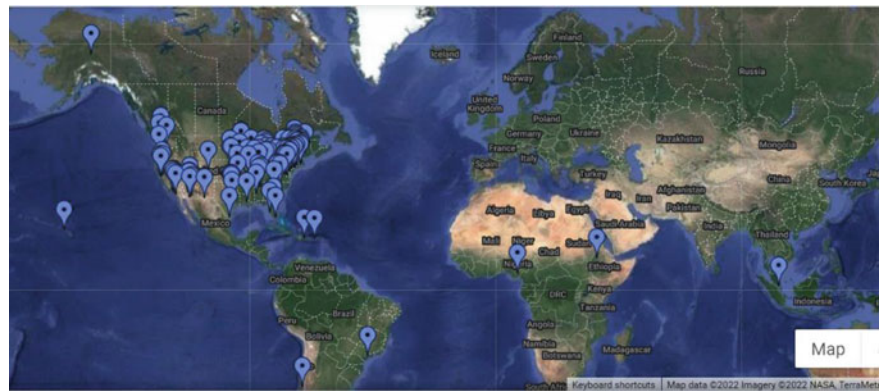 Iceland
Finland
Sweden
Norway
Russia
Canada
United
Kingdom
Poland
Germany
Ukraine
Kazakhstan
France
Mongolia
Italy
Spain
Turkey
China
South Korea
Afghanistan
Iraq
Iran
Pakistan
Algeria
Libya
Egypt
Saudi Arabia
India
Mexico
Mali
Niger
Sudan
Chad
Thailand
Nigeria
Ethiopia
Venezuela
Colombia
Kenya
DRC
Indonesia
Tanzania
Peru
Brazil
Angola
Bolivia
Namibia
Madagascar
Botswana
Map
Keyboard shortcuts
Map data ©2022 Imagery ©2022 NASA, TerraMet